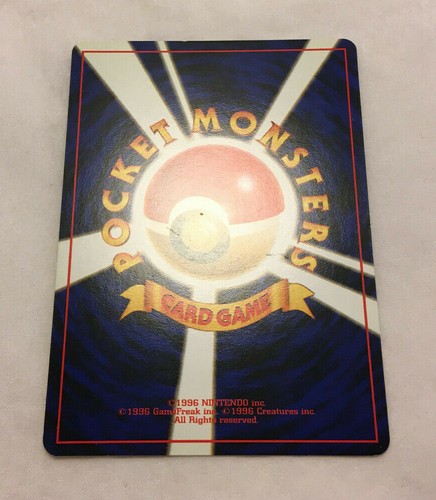 POCKET MONSTERS
CARD GAME
©1996 NINTENDO inc.
©1996 GameFreak inc. ©1996 Creatures inc.
All Rights reserved.